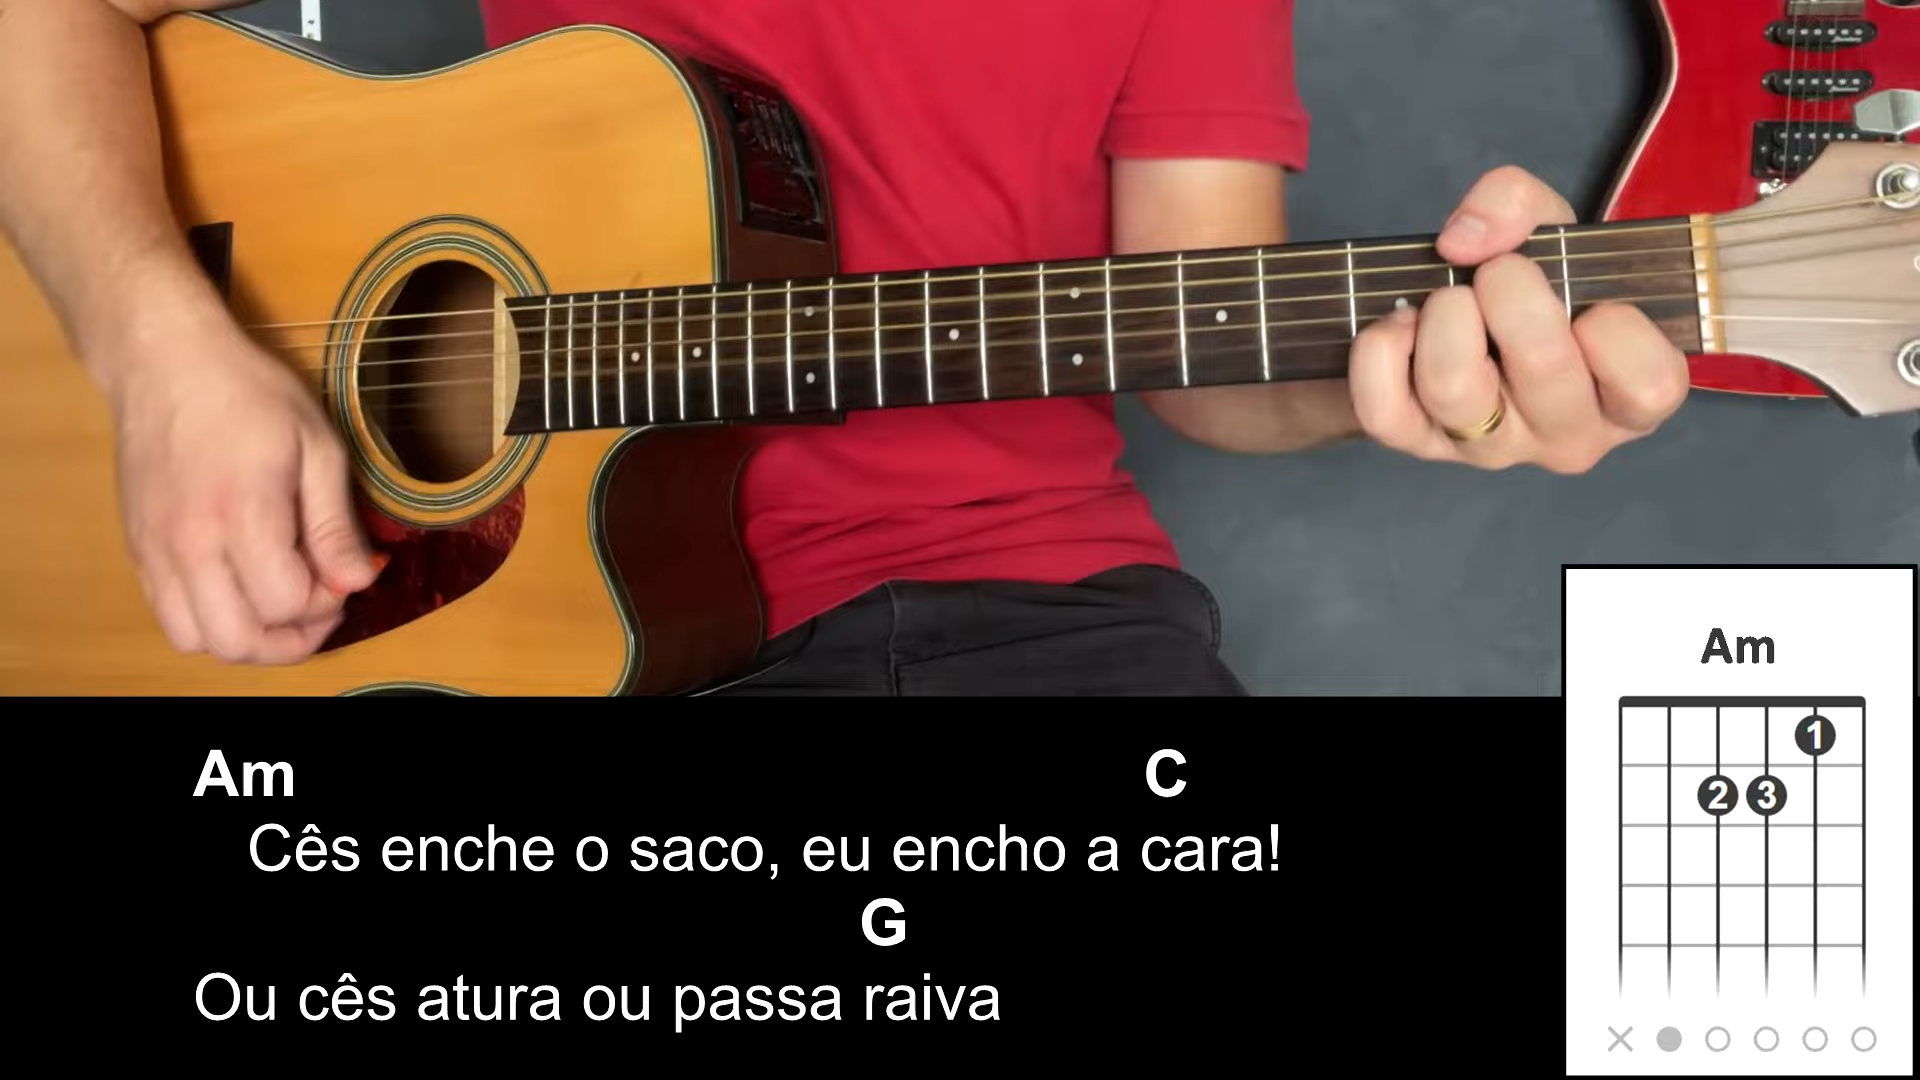 Am C
Cês enche o saco, eu encho a cara!
G
Ou cês atura ou passa raiva
Am
1
2 3